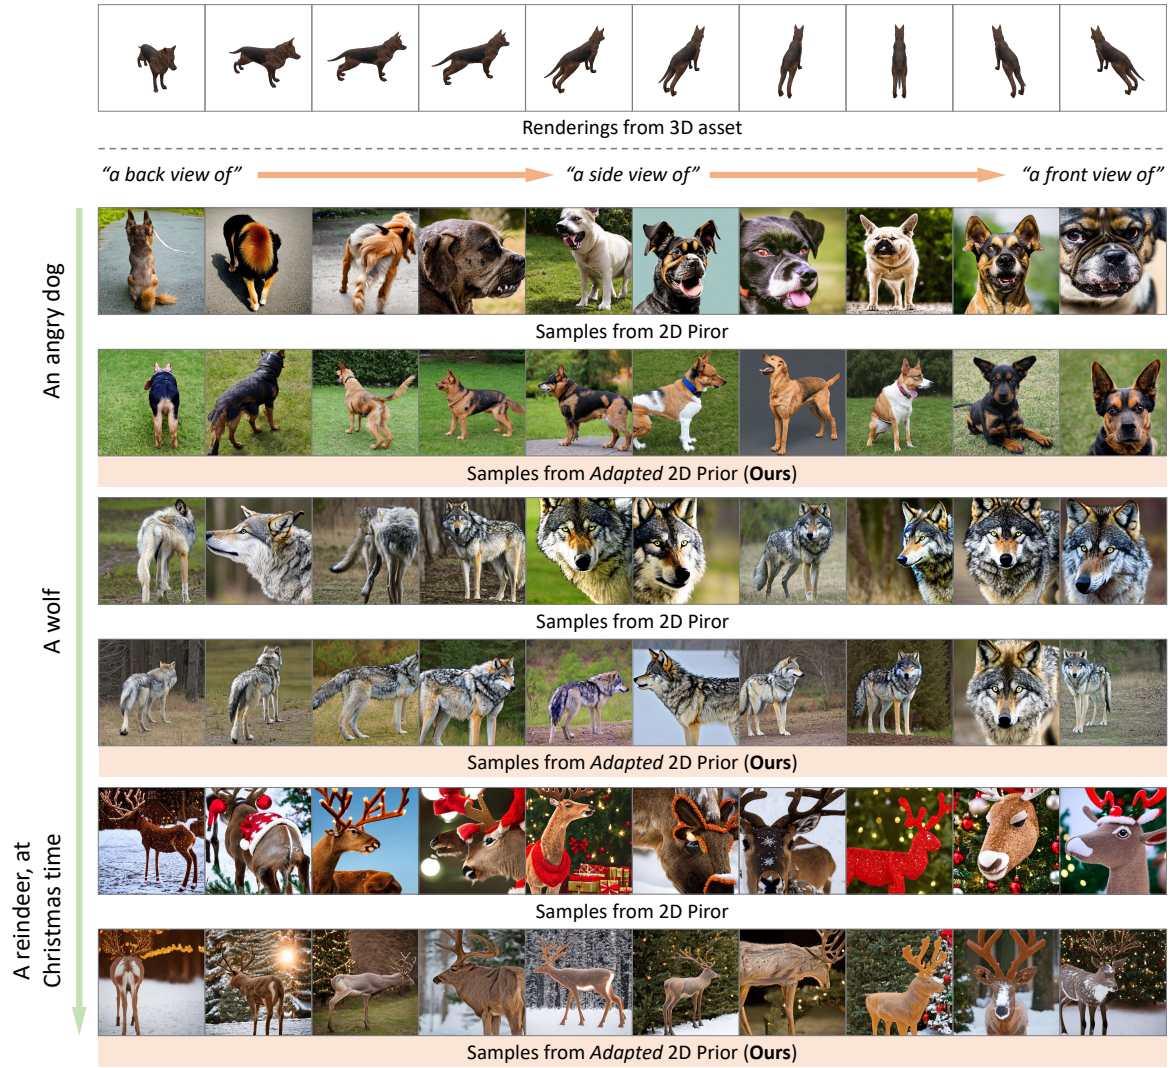 Renderings from 3D asset
“a back view of”
“a side view of”
“a front view of”
An angry dog
Samples from 2D Piror
Samples from Adapted 2D Prior (Ours)
A wolf
Samples from 2D Piror
Samples from Adapted 2D Prior (Ours)
A reindeer, at
Christmas time
Samples from 2D Piror
Samples from Adapted 2D Prior (Ours)